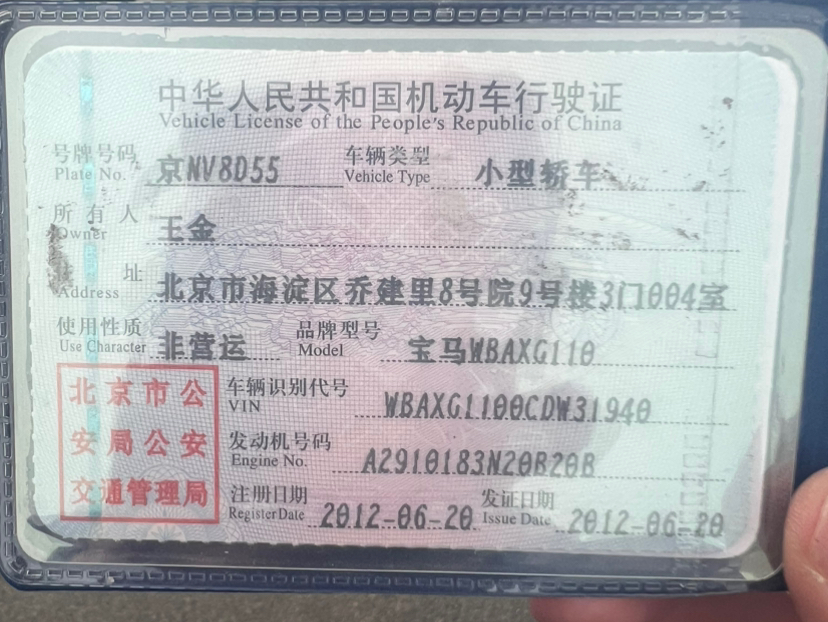 中华人民共和国机动车行驶证
Vehicle License of the People's Republic of China
号牌号码 京NV8D55 车辆类型 小型轿车
Plate No. Vehicle Type
所有人 王金
Owner
址 北京市海淀区乔建里8号院9号楼3门004室
Address
使用性质 非营运 品牌型号 宝马WBAXG110
Use Character Model
北京市公安局公安交通管理局
车辆识别代号 WBAXG1100CDW31940
VIN
发动机号码 A2910183N20B20B
Engine No.
注册日期 2012-06-20 发证日期 2012-06-20
Register Date Issue Date